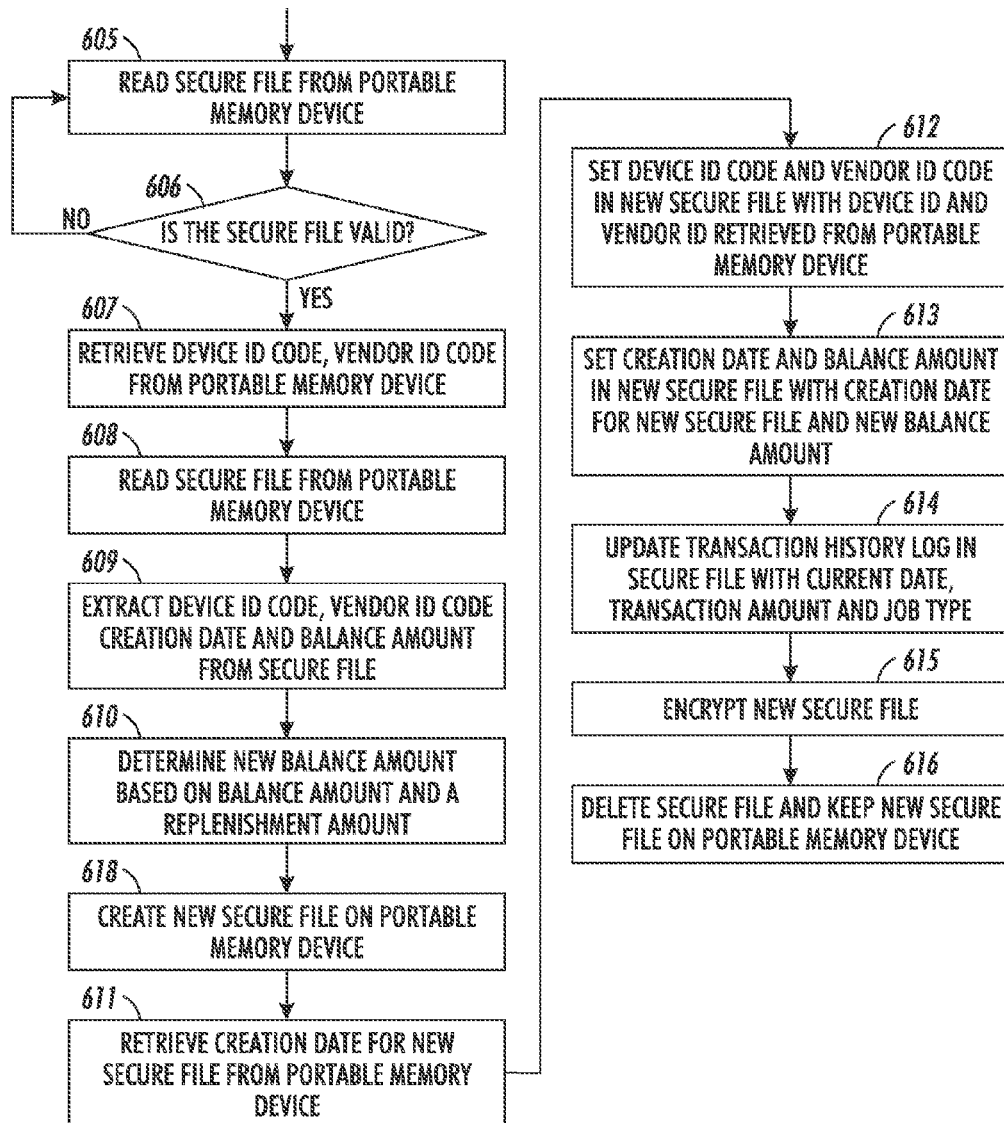 605
READ SECURE FILE FROM PORTABLE
MEMORY DEVICE
606
NO
IS THE SECURE FILE VALID?
YES
607
RETRIEVE DEVICE ID CODE, VENDOR ID CODE
FROM PORTABLE MEMORY DEVICE
608
READ SECURE FILE FROM PORTABLE
MEMORY DEVICE
609
EXTRACT DEVICE ID CODE, VENDOR ID CODE
CREATION DATE AND BALANCE AMOUNT
FROM SECURE FILE
610
DETERMINE NEW BALANCE AMOUNT
BASED ON BALANCE AMOUNT AND A
REPLENISHMENT AMOUNT
618
CREATE NEW SECURE FILE ON PORTABLE
MEMORY DEVICE
611
RETRIEVE CREATION DATE FOR NEW
SECURE FILE FROM PORTABLE MEMORY
DEVICE
612
SET DEVICE ID CODE AND VENDOR ID CODE
IN NEW SECURE FILE WITH DEVICE ID AND
VENDOR ID RETRIEVED FROM PORTABLE
MEMORY DEVICE
613
SET CREATION DATE AND BALANCE AMOUNT
IN NEW SECURE FILE WITH CREATION DATE
FOR NEW SECURE FILE AND NEW BALANCE
AMOUNT
614
UPDATE TRANSACTION HISTORY LOG IN
SECURE FILE WITH CURRENT DATE,
TRANSACTION AMOUNT AND JOB TYPE
615
ENCRYPT NEW SECURE FILE
616
DELETE SECURE FILE AND KEEP NEW SECURE
FILE ON PORTABLE MEMORY DEVICE